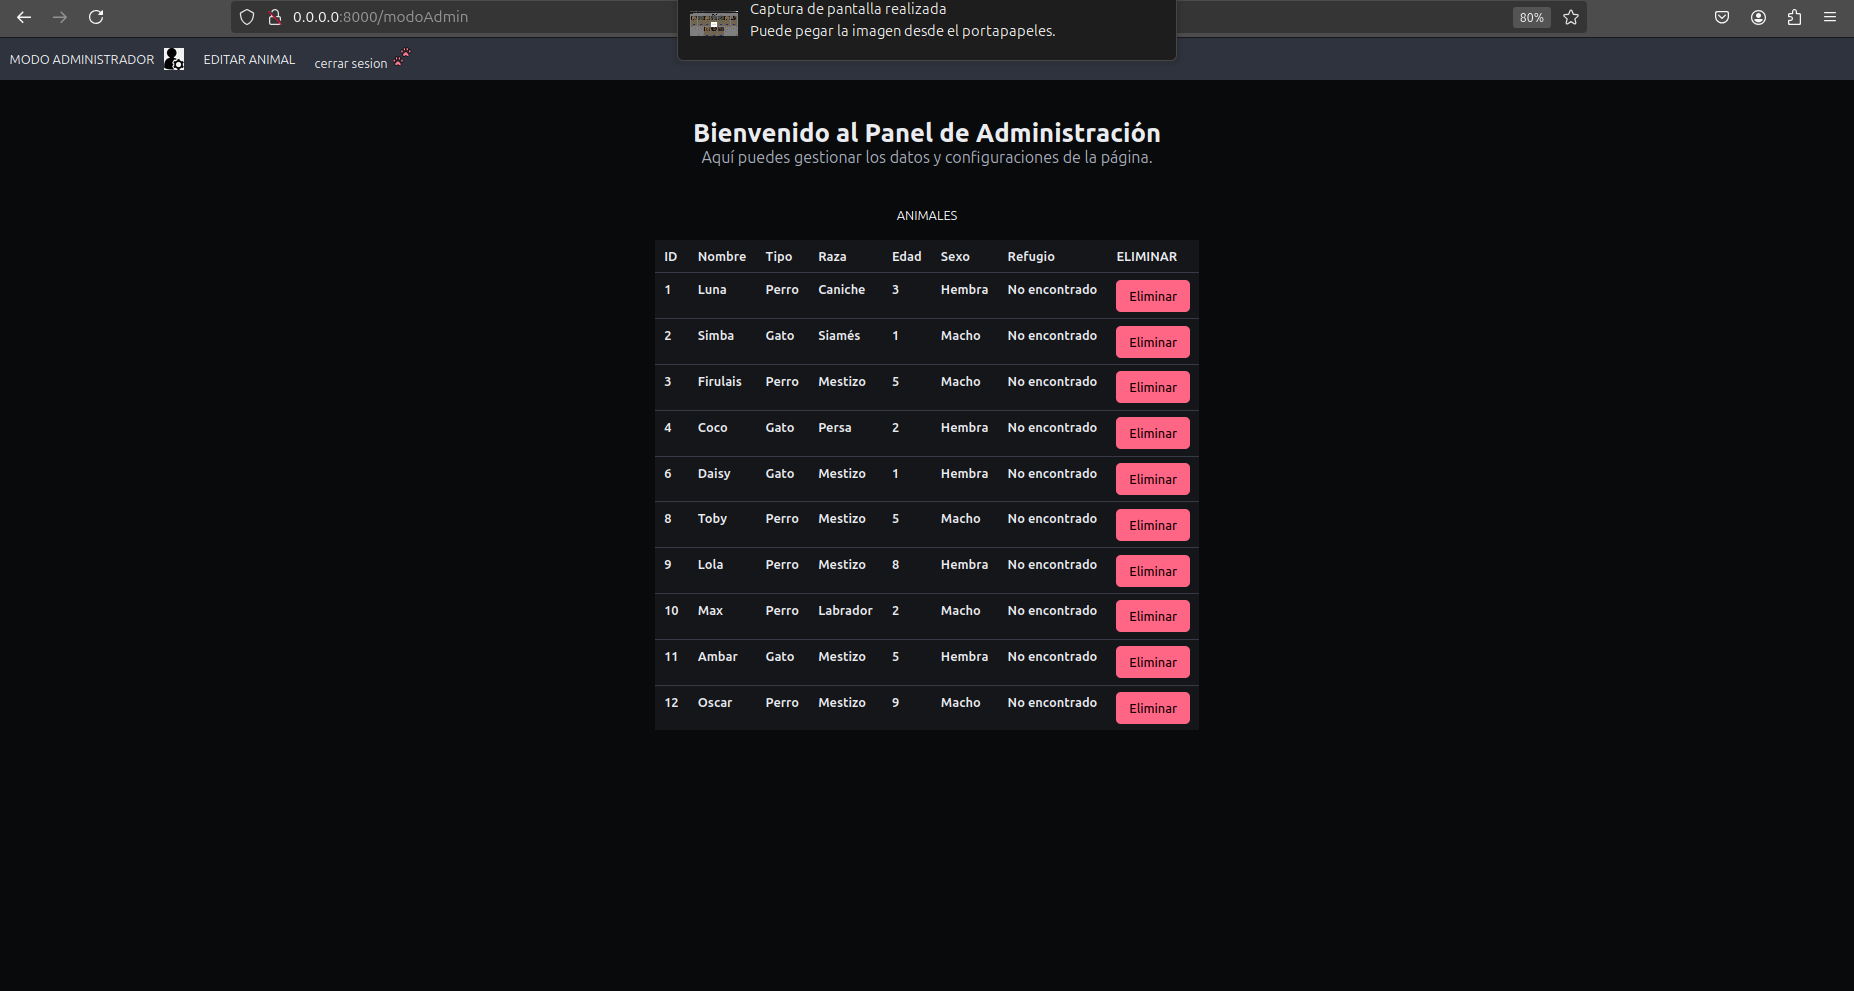 0.0.0.0:8000/modoAdmin
Captura de pantalla realizada
Puede pegar la imagen desde el portapapeles.
80%
MODO ADMINISTRADOR EDITAR ANIMAL cerrar sesion
Bienvenido al Panel de Administración
Aquí puedes gestionar los datos y configuraciones de la página.
ANIMALES
ID Nombre Tipo Raza Edad Sexo Refugio ELIMINAR
1 Luna Perro Caniche 3 Hembra No encontrado Eliminar
2 Simba Gato Siamés 1 Macho No encontrado Eliminar
3 Firulais Perro Mestizo 5 Macho No encontrado Eliminar
4 Coco Gato Persa 2 Hembra No encontrado Eliminar
6 Daisy Gato Mestizo 1 Hembra No encontrado Eliminar
8 Toby Perro Mestizo 5 Macho No encontrado Eliminar
9 Lola Perro Mestizo 8 Hembra No encontrado Eliminar
10 Max Perro Labrador 2 Macho No encontrado Eliminar
11 Ambar Gato Mestizo 5 Hembra No encontrado Eliminar
12 Oscar Perro Mestizo 9 Macho No encontrado Eliminar